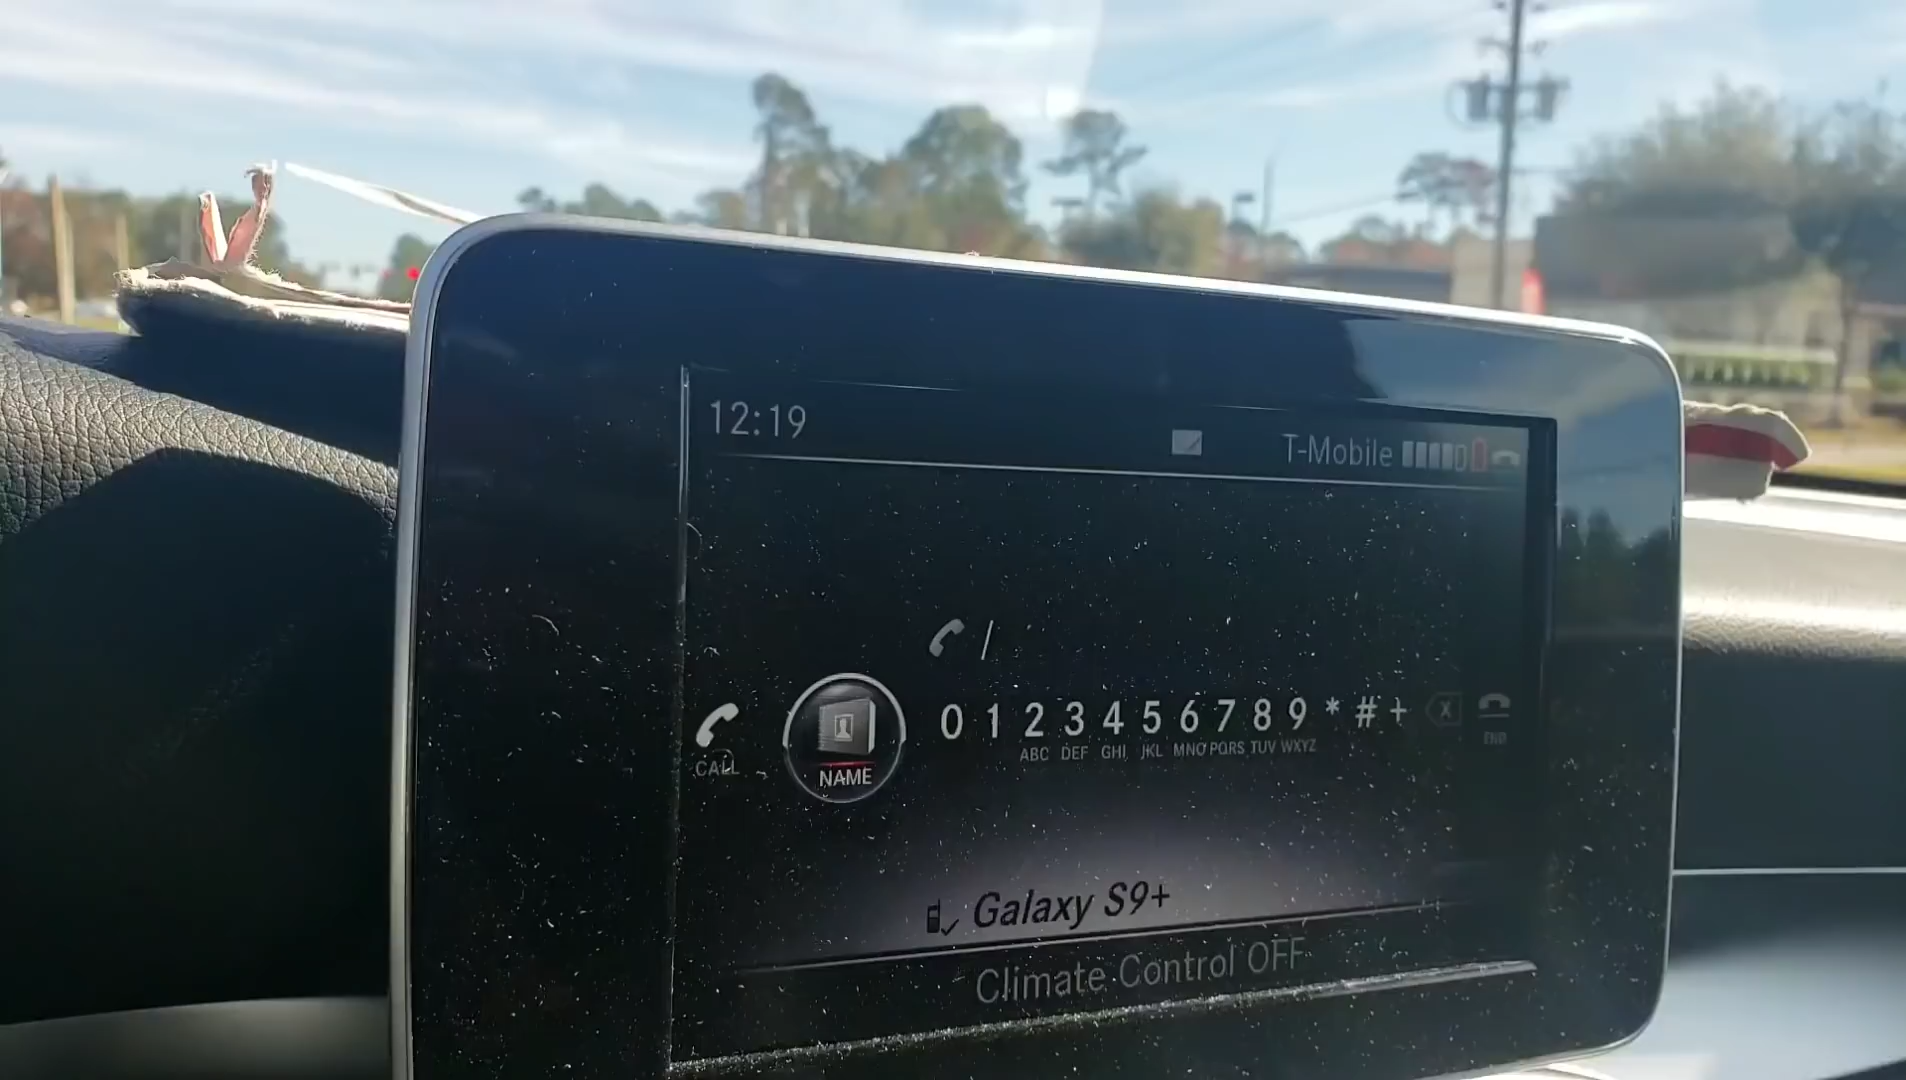 12:19
T-Mobile
/
0 1 2 3 4 5 6 7 8 9 * # +
ABC DEF GHI JKL MNO PQRS TUV WXYZ
CALL
NAME
END
Galaxy S9+
Climate Control OFF